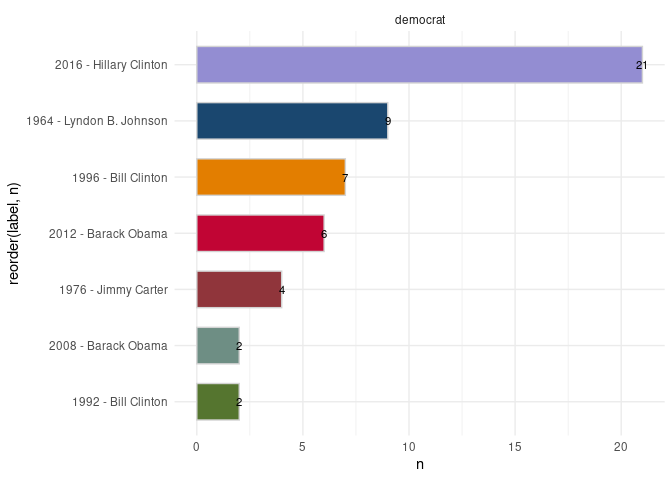 democrat
2016 - Hillary Clinton
21
1964 - Lyndon B. Johnson
9
1996 - Bill Clinton
7
2012 - Barack Obama
6
1976 - Jimmy Carter
4
2008 - Barack Obama
2
1992 - Bill Clinton
2
reorder(label, n)
0 5 10 15 20
n